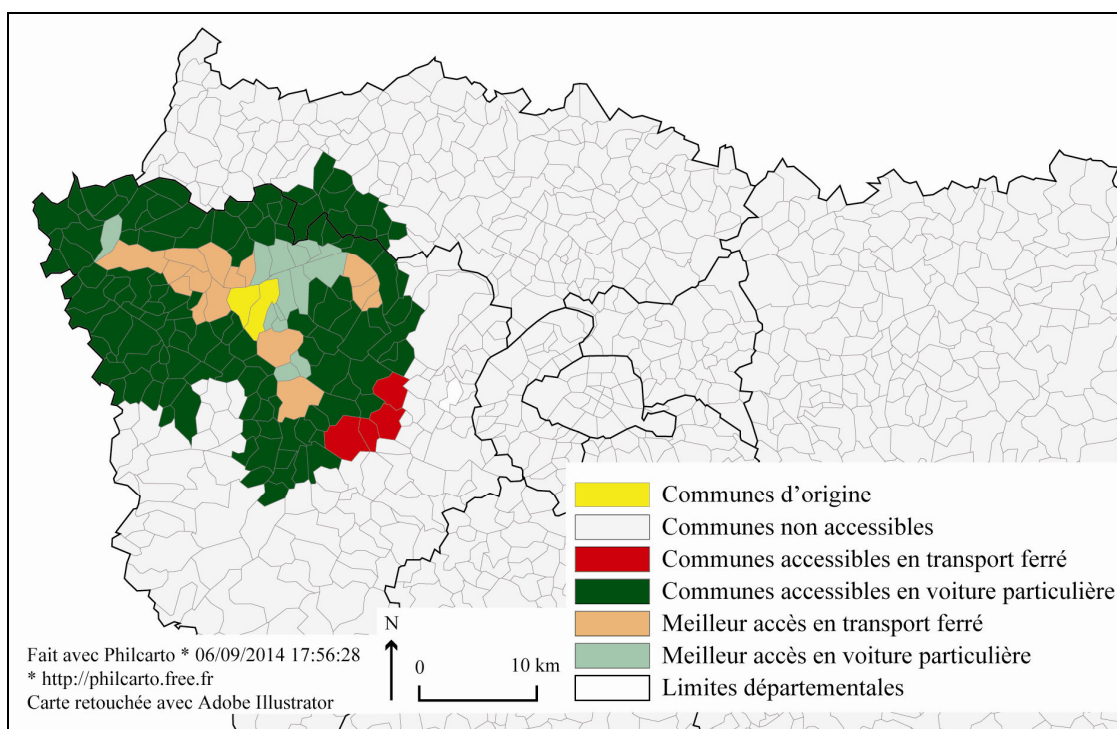 Communes d'origine
Communes non accessibles
Communes accessibles en transport ferré
Communes accessibles en voiture particulière
Meilleur accès en transport ferré
Meilleur accès en voiture particulière
Limites départementales
N
0 10 km
Fait avec Philcarto * 06/09/2014 17:56:28
* http://philcarto.free.fr
Carte retouchée avec Adobe Illustrator